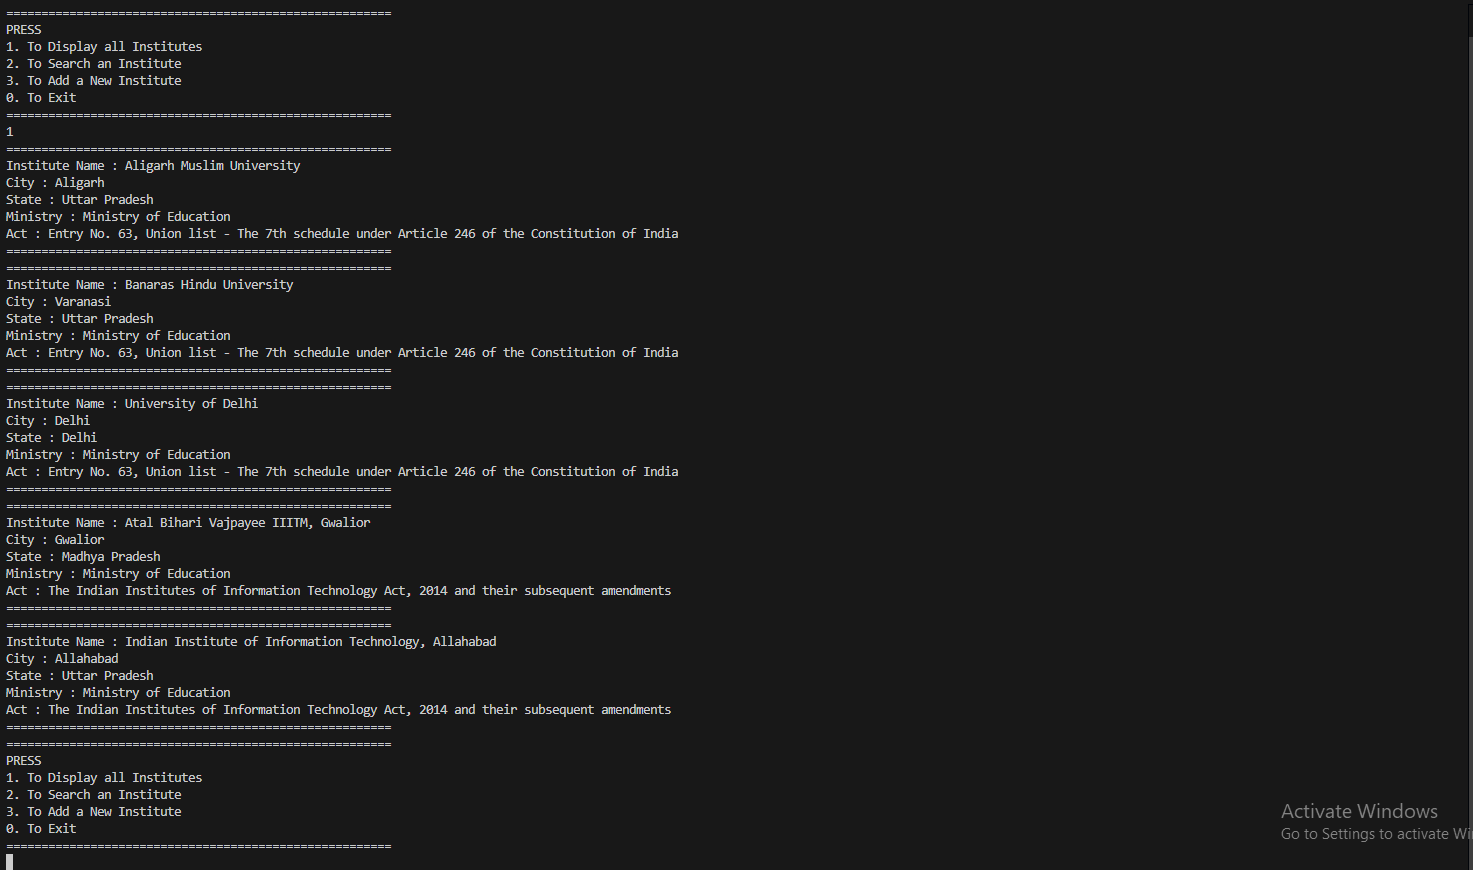 =======================================================
PRESS
1. To Display all Institutes
2. To Search an Institute
3. To Add a New Institute
0. To Exit
=======================================================
1
=======================================================
Institute Name : Aligarh Muslim University
City : Aligarh
State : Uttar Pradesh
Ministry : Ministry of Education
Act : Entry No. 63, Union list - The 7th schedule under Article 246 of the Constitution of India
=======================================================
=======================================================
Institute Name : Banaras Hindu University
City : Varanasi
State : Uttar Pradesh
Ministry : Ministry of Education
Act : Entry No. 63, Union list - The 7th schedule under Article 246 of the Constitution of India
=======================================================
=======================================================
Institute Name : University of Delhi
City : Delhi
State : Delhi
Ministry : Ministry of Education
Act : Entry No. 63, Union list - The 7th schedule under Article 246 of the Constitution of India
=======================================================
=======================================================
Institute Name : Atal Bihari Vajpayee IIITM, Gwalior
City : Gwalior
State : Madhya Pradesh
Ministry : Ministry of Education
Act : The Indian Institutes of Information Technology Act, 2014 and their subsequent amendments
=======================================================
=======================================================
Institute Name : Indian Institute of Information Technology, Allahabad
City : Allahabad
State : Uttar Pradesh
Ministry : Ministry of Education
Act : The Indian Institutes of Information Technology Act, 2014 and their subsequent amendments
=======================================================
=======================================================
PRESS
1. To Display all Institutes
2. To Search an Institute
3. To Add a New Institute
0. To Exit
=======================================================
Activate Windows
Go to Settings to activate Wi